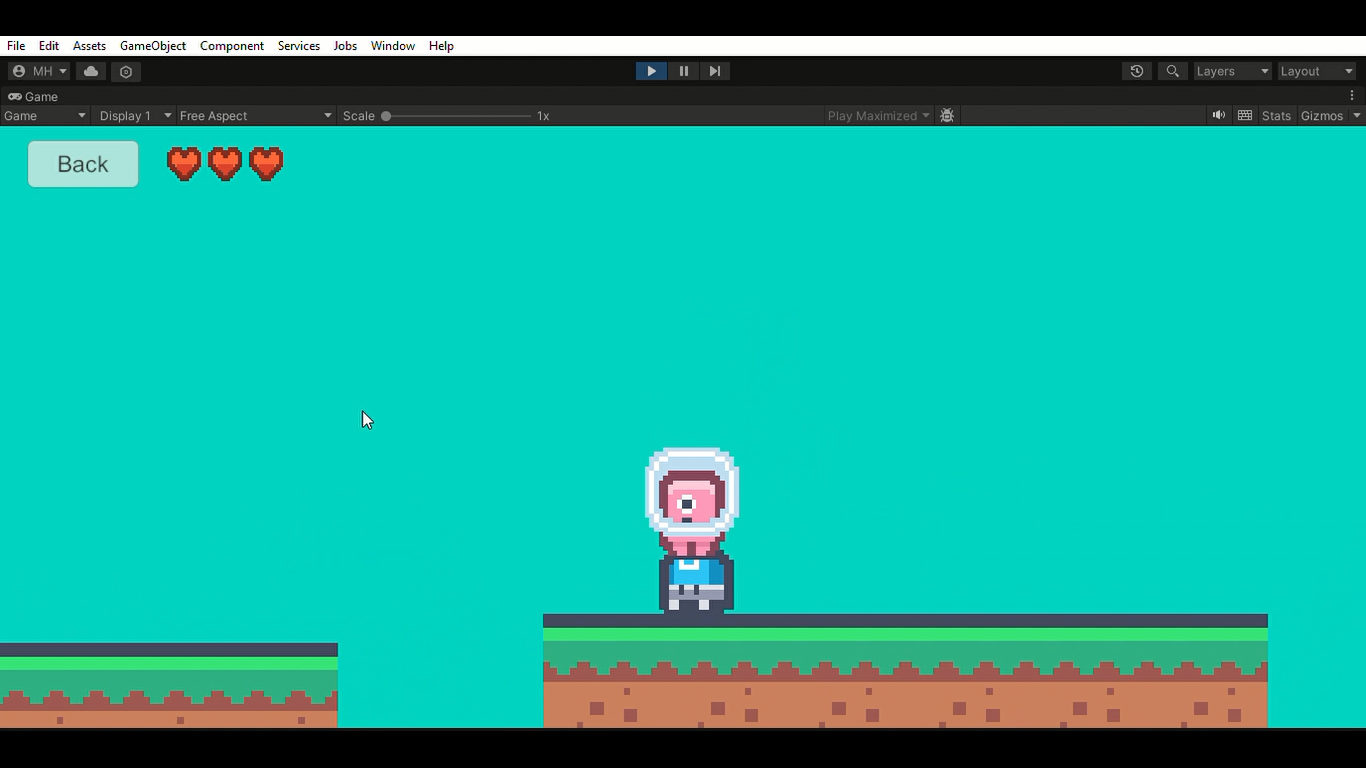 File Edit Assets GameObject Component Services Jobs Window Help
MH Layers Layout
Game
Game Display 1 Free Aspect Scale 1x Play Maximized Stats Gizmos
Back